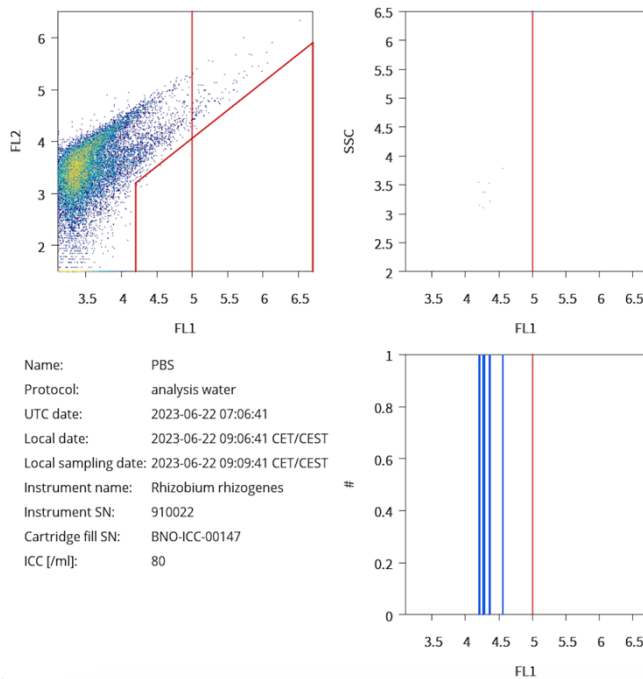 6.5
6
6
5.5
5
FL2
5
SSC
4.5
4
4
3
3.5
3
2
2.5
2
3.5 4 4.5 5 5.5 6 6.5
3.5 4 4.5 5 5.5 6 6.5
FL1
FL1
Name: PBS
Protocol: analysis water
UTC date: 2023-06-22 07:06:41
Local date: 2023-06-22 09:06:41 CET/CEST
Local sampling date: 2023-06-22 09:09:41 CET/CEST
Instrument name: Rhizobium rhizogenes
Instrument SN: 910022
Cartridge fill SN: BNO-ICC-00147
ICC [/ml]: 80
1
0.8
0.6
#
0.4
0.2
0
3.5 4 4.5 5 5.5 6 6.5
FL1